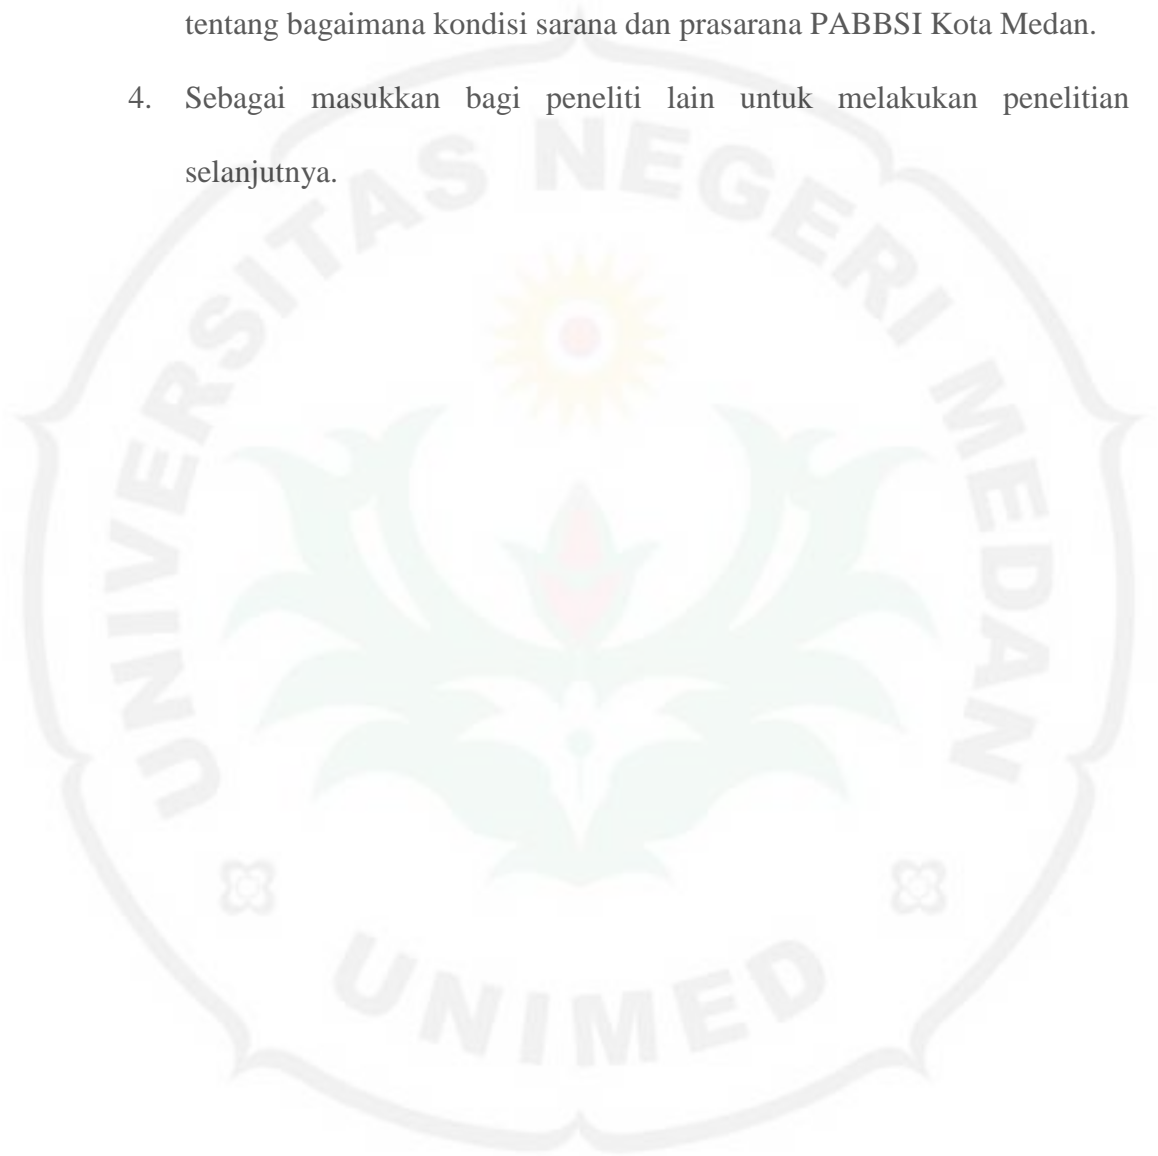 tentang bagaimana kondisi sarana dan prasarana PABBSI Kota Medan.
4. Sebagai masukkan bagi peneliti lain untuk melakukan penelitian
selanjutnya.
UNIVERSITAS NEGERI MEDAN
UNIMED